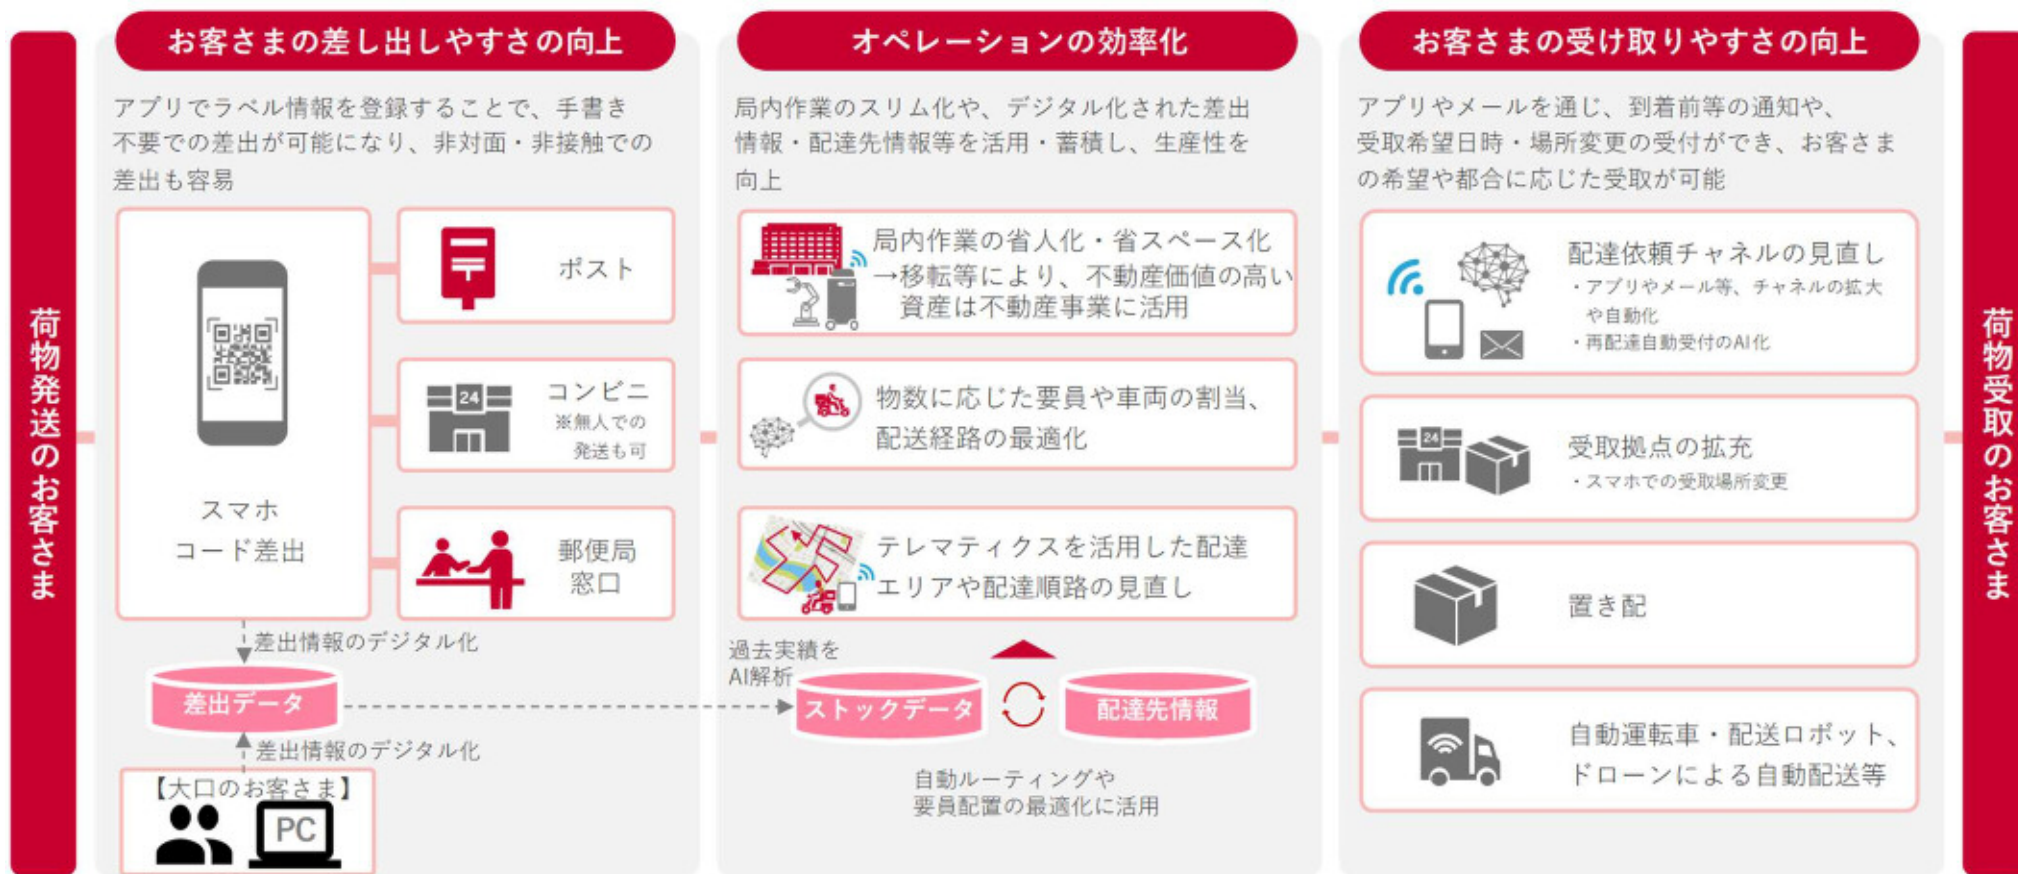 荷物発送のお客さま
お客さまの差し出しやすさの向上
アプリでラベル情報を登録することで、手書き
不要での差出が可能になり、非対面・非接触での
差出も容易
スマホ
コード差出
ポスト
24
コンビニ
※無人での
発送も可
郵便局
窓口
差出情報のデジタル化
差出データ
差出情報のデジタル化
【大口のお客さま】
PC
オペレーションの効率化
局内作業のスリム化や、デジタル化された差出
情報・配達先情報等を活用・蓄積し、生産性を
向上
局内作業の省人化・省スペース化
→移転等により、不動産価値の高い
資産は不動産事業に活用
物数に応じた要員や車両の割当、
配送経路の最適化
テレマティクスを活用した配達
エリアや配達順路の見直し
過去実績を
AI解析
ストックデータ
配達先情報
自動ルーティングや
要員配置の最適化に活用
お客さまの受け取りやすさの向上
アプリやメールを通じ、到着前等の通知や、
受取希望日時・場所変更の受付ができ、お客さま
の希望や都合に応じた受取が可能
配達依頼チャネルの見直し
・アプリやメール等、チャネルの拡大
や自動化
・再配達自動受付のAI化
24
受取拠点の拡充
・スマホでの受取場所変更
置き配
自動運転車・配送ロボット、
ドローンによる自動配送等
荷物受取のお客さま